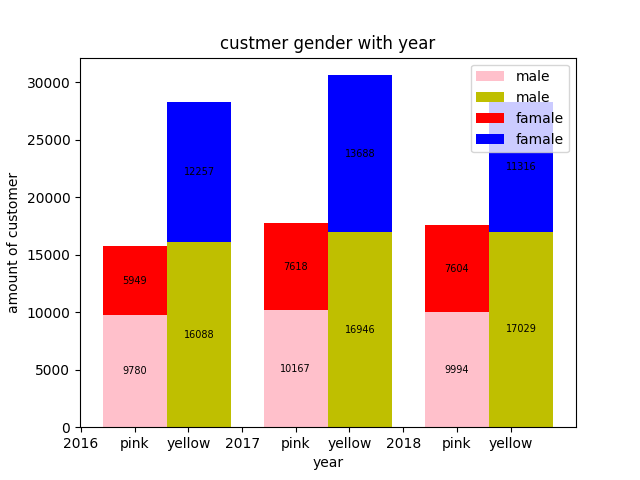 custmer gender with year
male
male
famale
famale
30000
25000
20000
15000
10000
5000
0
amount of customer
12257
13688
11316
5949
7618
7604
16088
16946
17029
9780
10167
9994
2016 pink yellow 2017 pink yellow 2018 pink yellow
year